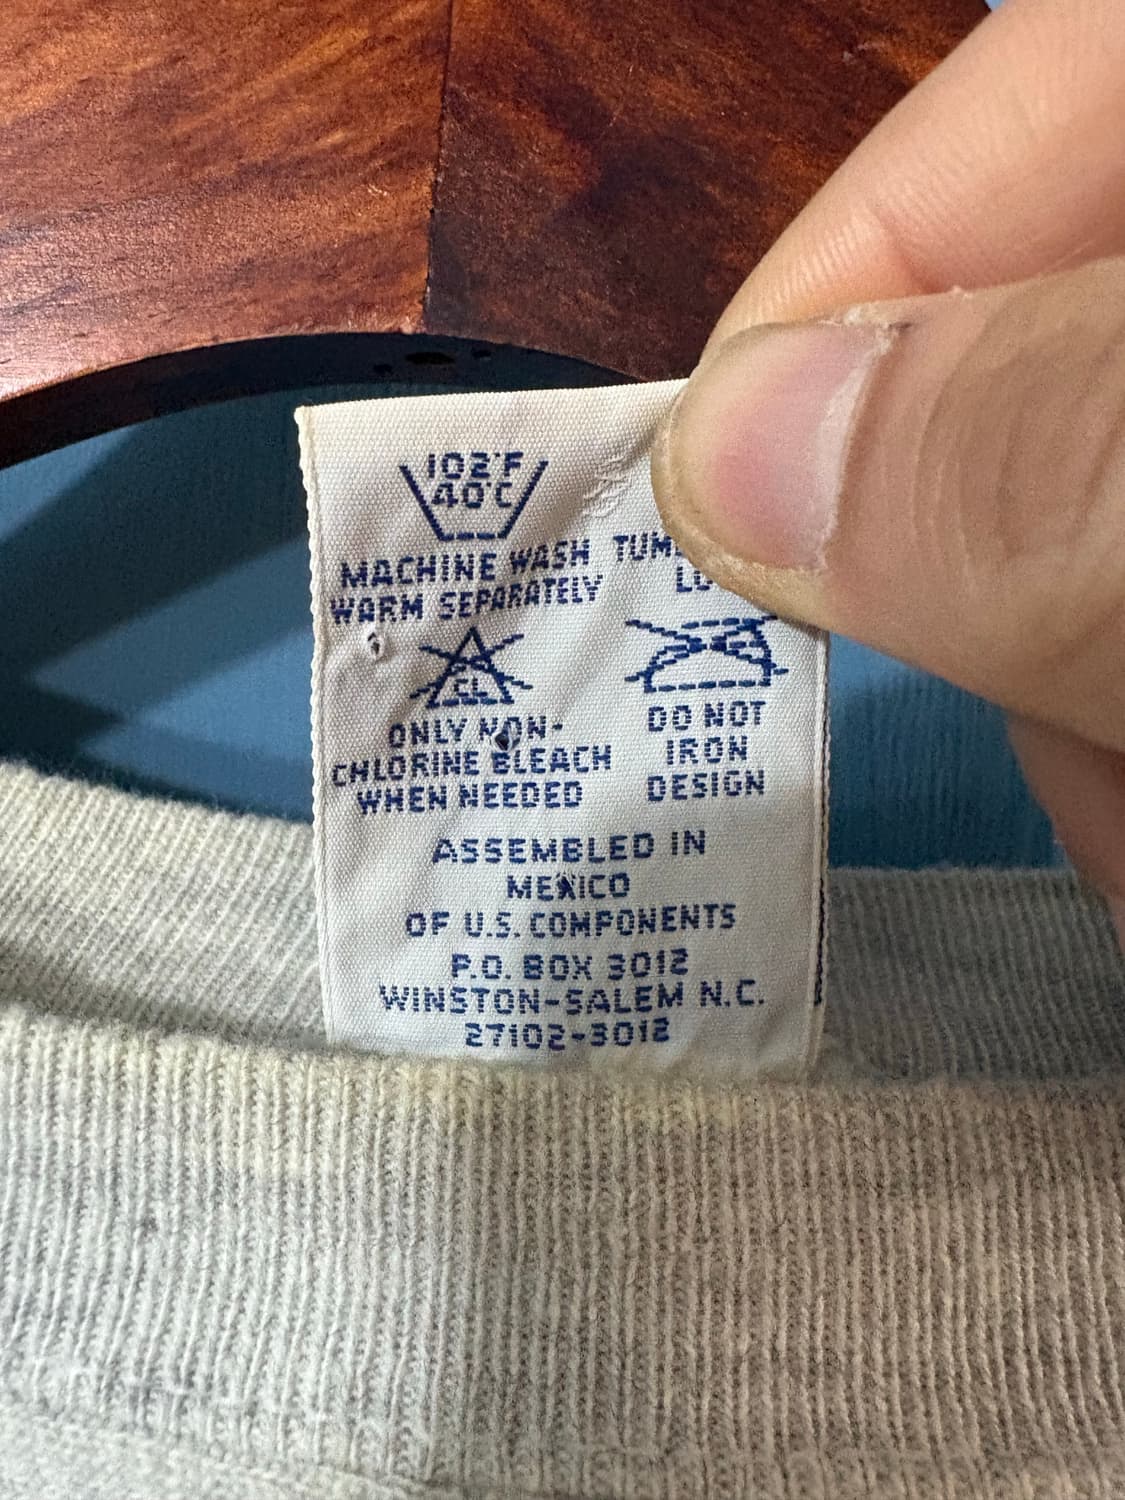 102°F
40°C
MACHINE WASH
WARM SEPARATELY
CL
ONLY NON-
CHLORINE BLEACH
WHEN NEEDED
DO NOT
IRON
DESIGN
ASSEMBLED IN
MEXICO
OF U.S. COMPONENTS
P.O. BOX 3012
WINSTON-SALEM N.C.
27102-3012